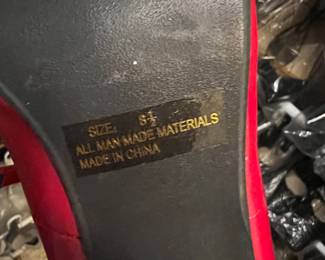 SIZE: 8½
ALL MAN MADE MATERIALS
MADE IN CHINA